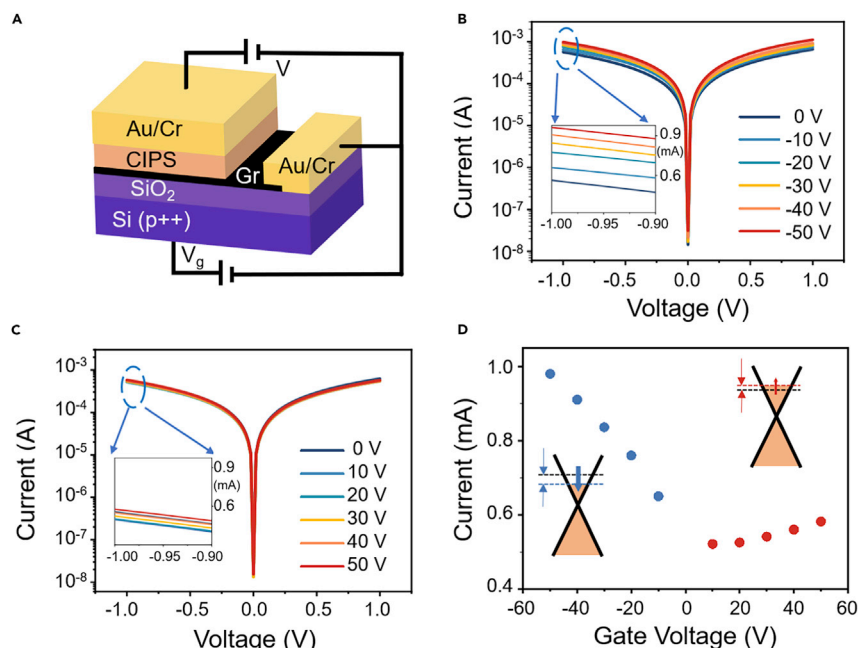 A
V
Au/Cr
CIPS
Au/Cr
Gr
SiO2
Si (p++)
Vg
B
Current (A)
10-3
10-4
10-5
10-6
10-7
10-8
0.9
(mA)
0.6
-1.00 -0.95 -0.90
0 V
-10 V
-20 V
-30 V
-40 V
-50 V
-1.0 -0.5 0.0 0.5 1.0
Voltage (V)
C
Current (A)
10-3
10-4
10-5
10-6
10-7
10-8
0.9
(mA)
0.6
-1.00 -0.95 -0.90
0 V
10 V
20 V
30 V
40 V
50 V
-1.0 -0.5 0.0 0.5 1.0
Voltage (V)
D
Current (mA)
1.0
0.8
0.6
0.4
-60 -40 -20 0 20 40 60
Gate Voltage (V)